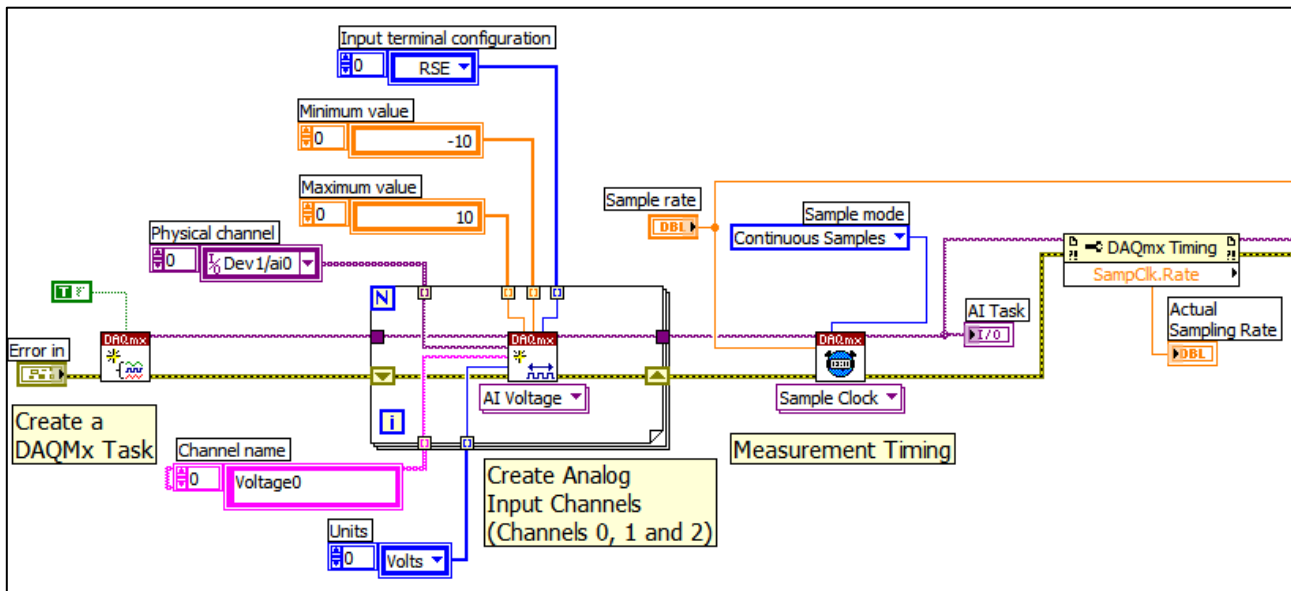 Input terminal configuration
0
RSE
Minimum value
0
-10
Maximum value
0
10
Physical channel
0
I/O Dev1/ai0
Sample rate
DBL
Sample mode
Continuous Samples
DAQmx Timing
SampClk.Rate
T
N
Error in
DAQmx
DAQmx
AI Voltage
i
DAQmx
Sample Clock
AI Task
I/O
Actual
Sampling Rate
DBL
Create a
DAQMx Task
Channel name
0
Voltage0
Create Analog
Input Channels
(Channels 0, 1 and 2)
Measurement Timing
Units
0
Volts